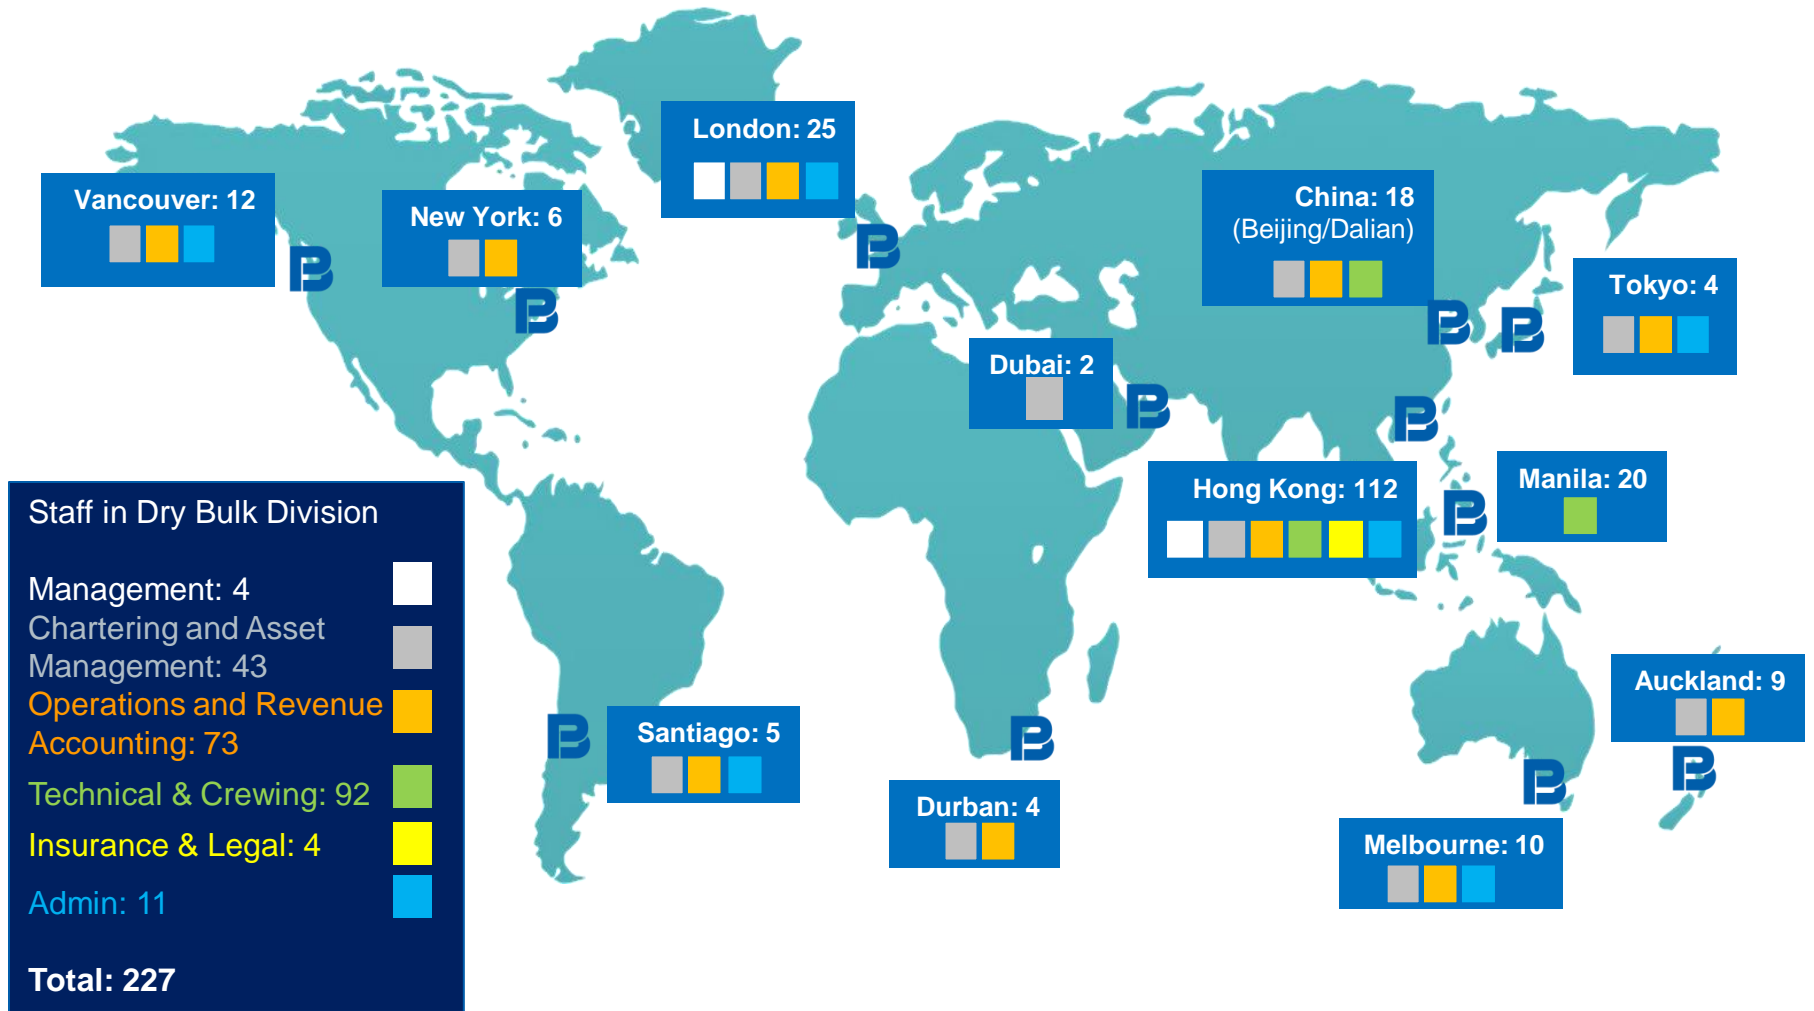 London: 25
Vancouver: 12
New York: 6
China: 18
(Beijing/Dalian)
Tokyo: 4
Dubai: 2
Hong Kong: 112
Manila: 20
Staff in Dry Bulk Division
Management: 4
Chartering and Asset
Management: 43
Operations and Revenue
Accounting: 73
Technical & Crewing: 92
Insurance & Legal: 4
Admin: 11
Total: 227
Santiago: 5
Durban: 4
Auckland: 9
Melbourne: 10